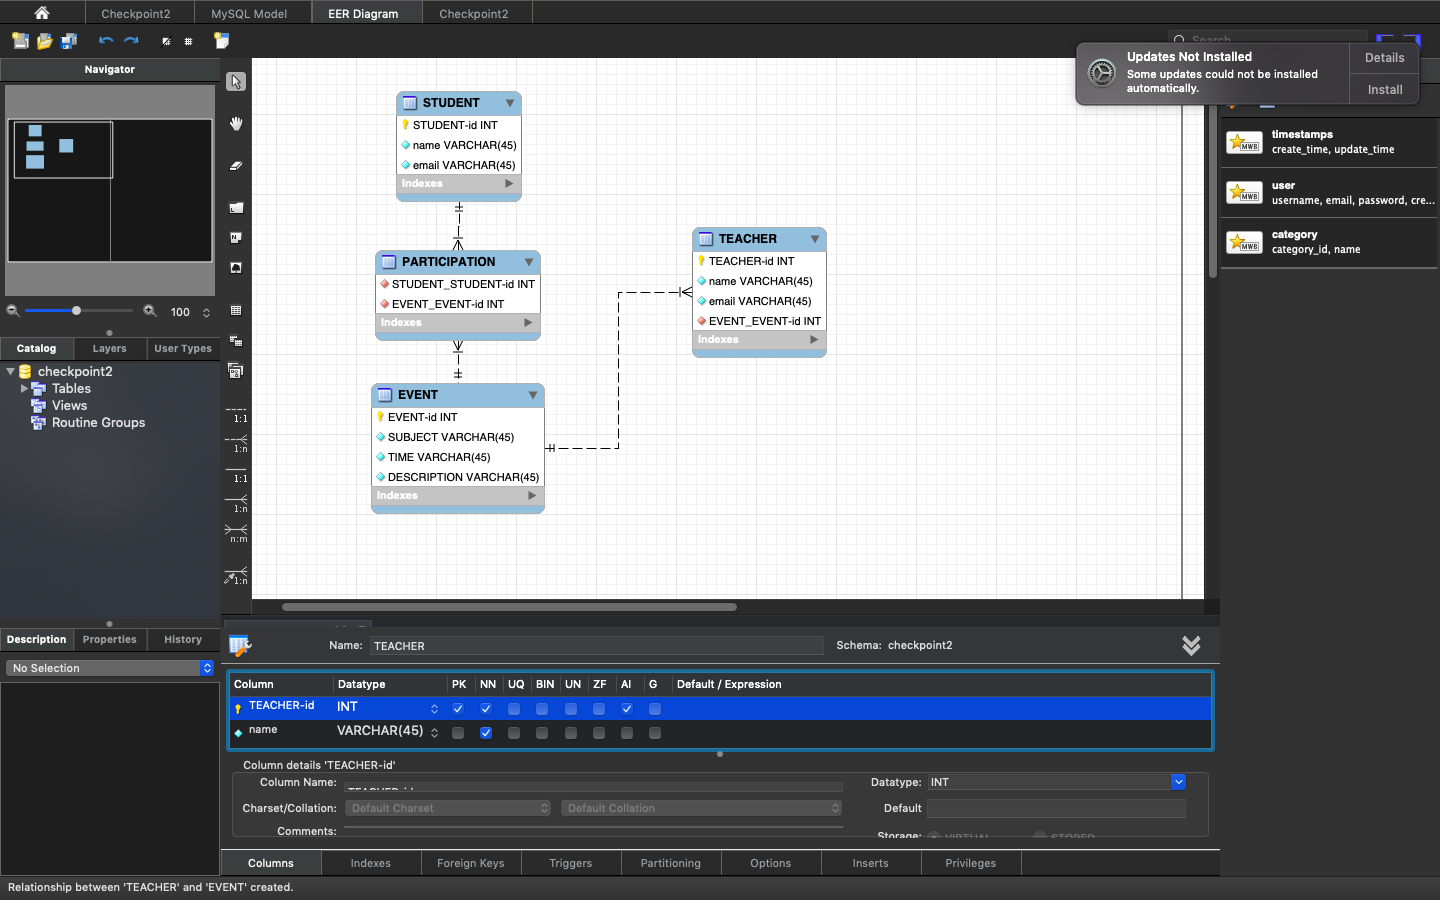 Checkpoint2
MySQL Model
EER Diagram
Checkpoint2
Search
Updates Not Installed
Some updates could not be installed
automatically.
Details
Install
Navigator
100
Catalog
Layers
User Types
checkpoint2
Tables
Views
Routine Groups
Description
Properties
History
No Selection
1:1
1:n
1:1
1:n
n:m
1:n
STUDENT
STUDENT-id INT
name VARCHAR(45)
email VARCHAR(45)
Indexes
PARTICIPATION
STUDENT_STUDENT-id INT
EVENT_EVENT-id INT
Indexes
EVENT
EVENT-id INT
SUBJECT VARCHAR(45)
TIME VARCHAR(45)
DESCRIPTION VARCHAR(45)
Indexes
TEACHER
TEACHER-id INT
name VARCHAR(45)
email VARCHAR(45)
EVENT_EVENT-id INT
Indexes
MWB
timestamps
create_time, update_time
MWB
user
username, email, password, cre...
MWB
category
category_id, name
Name: TEACHER
Schema: checkpoint2
Column Datatype PK NN UQ BIN UN ZF AI G Default / Expression
TEACHER-id INT
name VARCHAR(45)
Column details 'TEACHER-id'
Column Name: TEACHER-id
Datatype: INT
Charset/Collation: Default Charset Default Collation
Default
Comments:
Storage: VIRTUAL STORED
Columns
Indexes
Foreign Keys
Triggers
Partitioning
Options
Inserts
Privileges
Relationship between 'TEACHER' and 'EVENT' created.